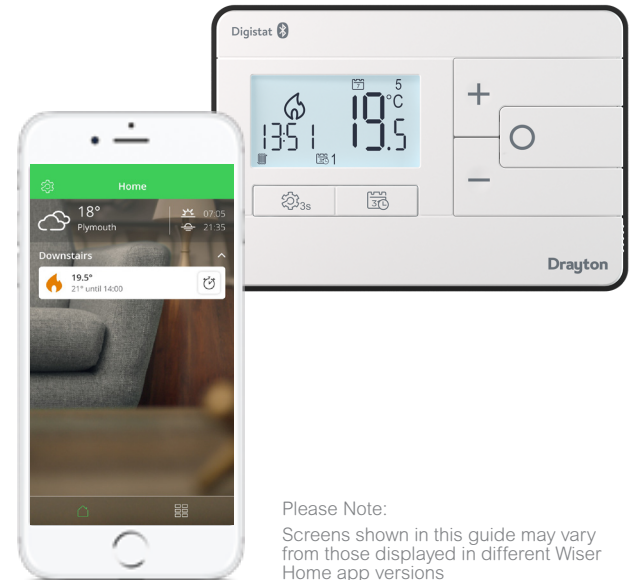 Digistat
7
5
13:51
19.5
°C
1
3s
30
+
−
Drayton
Home
18°
Plymouth
07:05
21:35
Downstairs
19.5°
21° until 14:00
Please Note:
Screens shown in this guide may vary
from those displayed in different Wiser
Home app versions